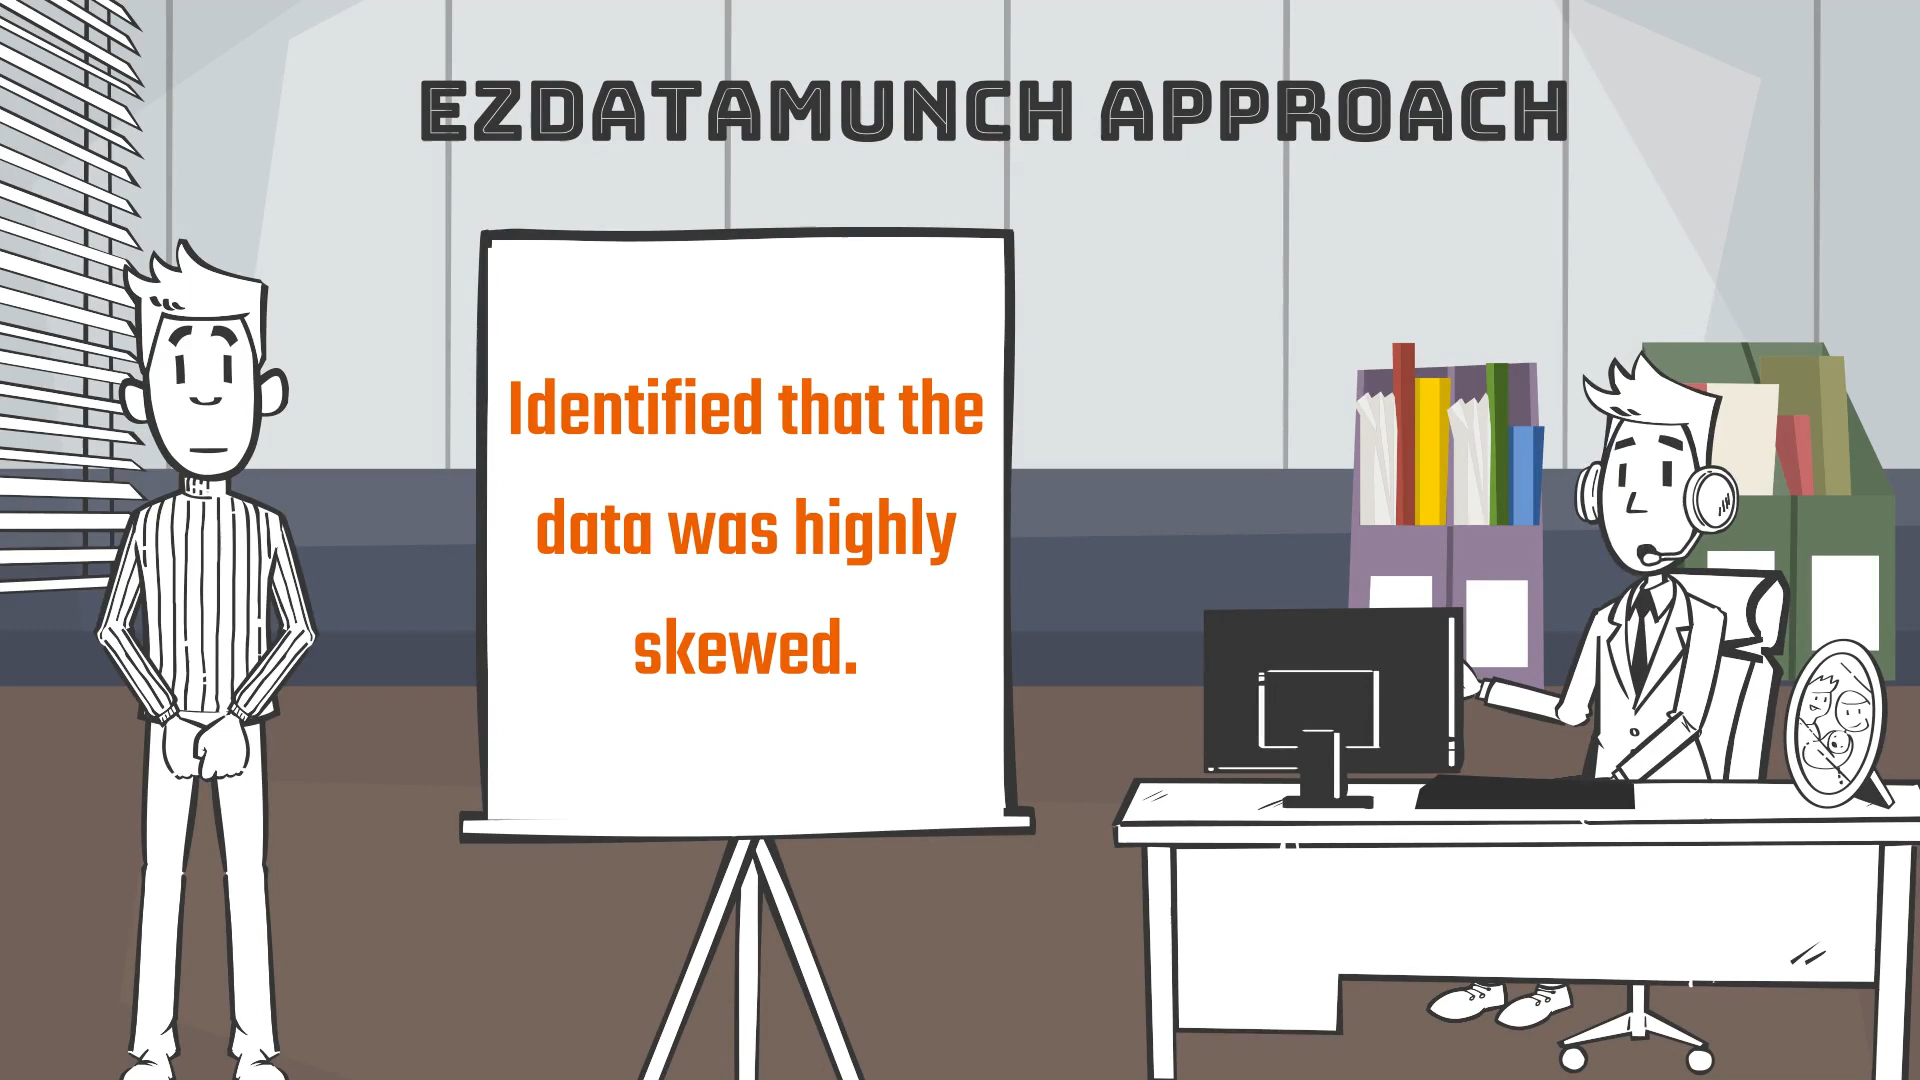 EZDATAMUNCH APPROACH
Identified that the
data was highly
skewed.